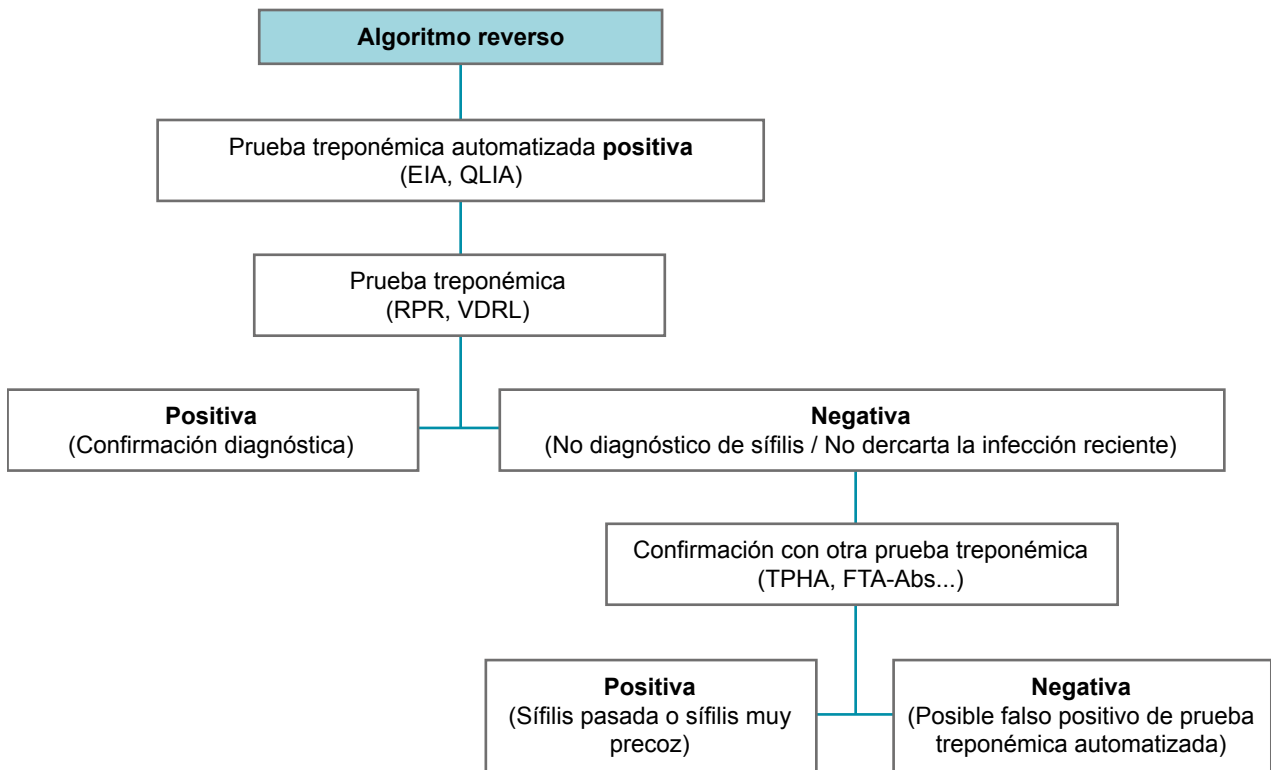 Algoritmo reverso
Prueba treponémica automatizada positiva
(EIA, QLIA)
Prueba treponémica
(RPR, VDRL)
Positiva
(Confirmación diagnóstica)
Negativa
(No diagnóstico de sífilis / No dercarta la infección reciente)
Confirmación con otra prueba treponémica
(TPHA, FTA-Abs...)
Positiva
(Sífilis pasada o sífilis muy
precoz)
Negativa
(Posible falso positivo de prueba
treponémica automatizada)